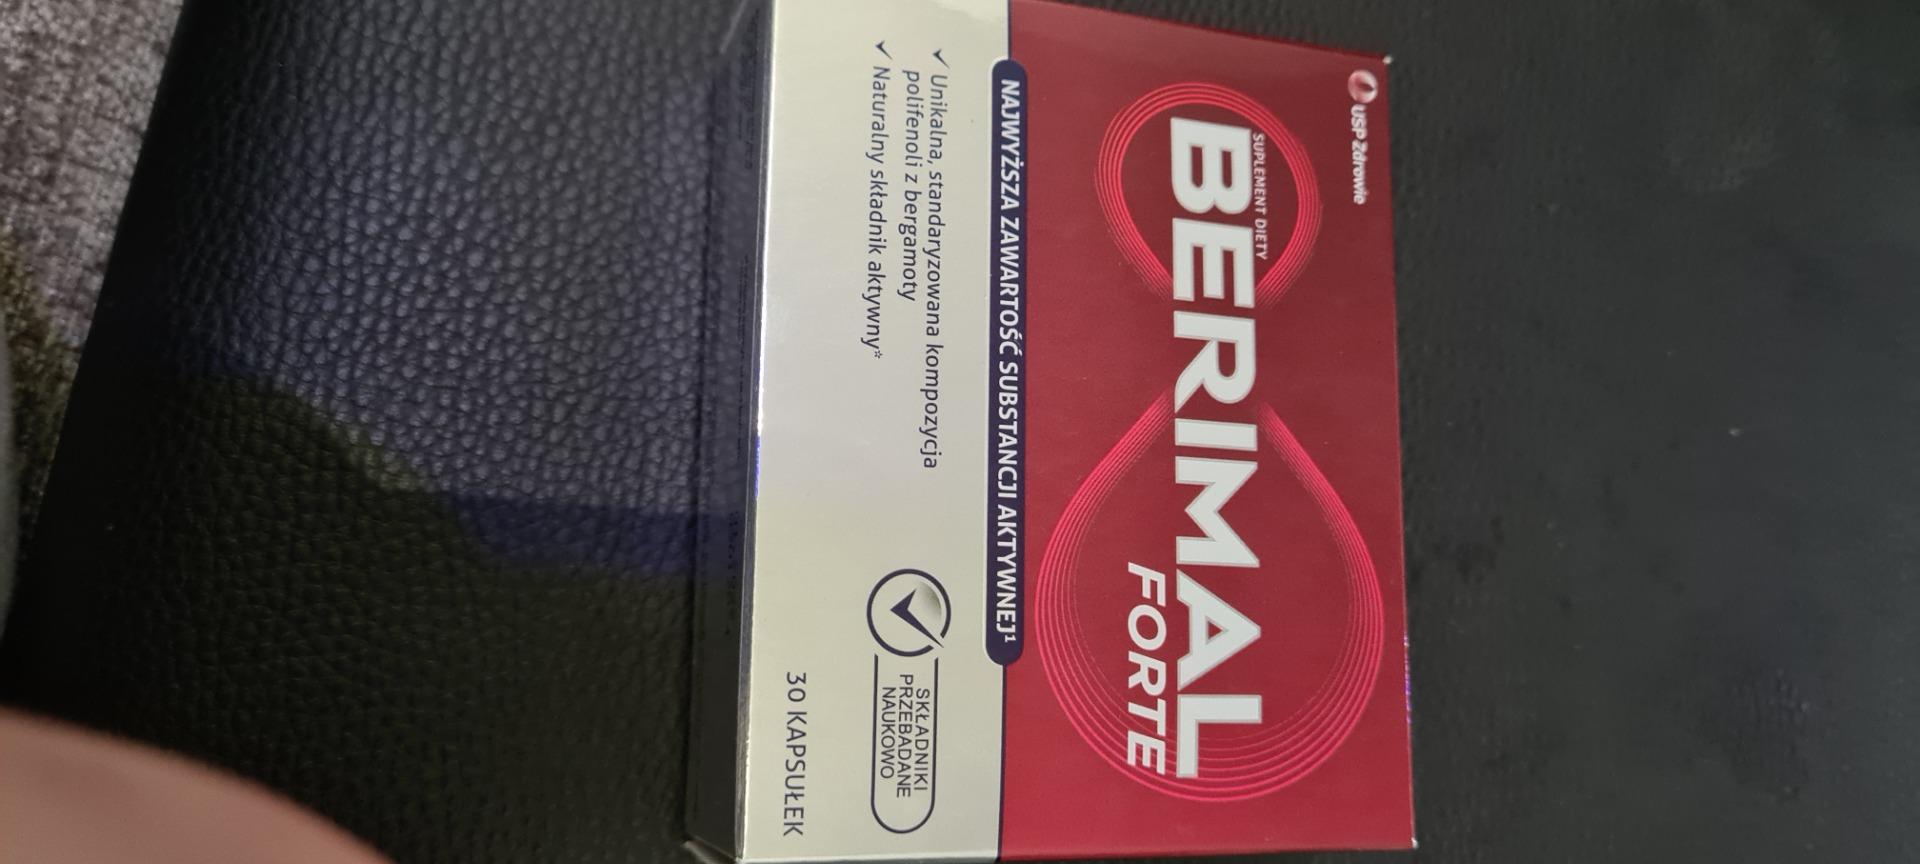 USP Zdrowie
SUPLEMENT DIETY
BERIMAL
FORTE
NAJWYŻSZA ZAWARTOŚĆ SUBSTANCJI AKTYWNEJ¹
✓ Unikalna, standaryzowana kompozycja
polifenoli z bergamoty
✓ Naturalny składnik aktywny*
SKŁADNIKI
PRZEBADANE
NAUKOWO
30 KAPSUŁEK